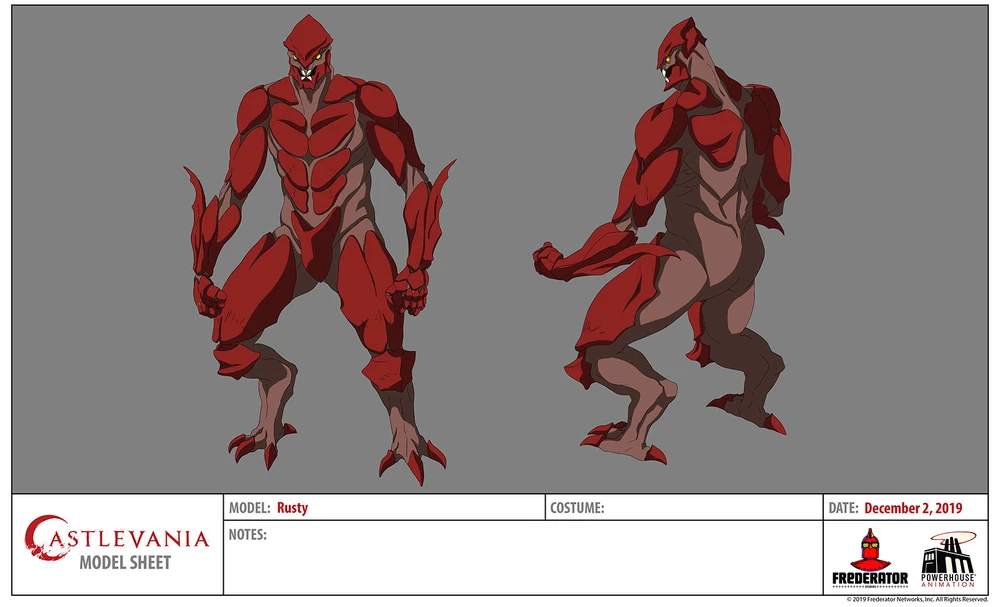 MODEL: Rusty
COSTUME:
DATE: December 2, 2019
CASTLEVANIA
MODEL SHEET
NOTES:
FREDERATOR
STUDIOS
POWERHOUSE
ANIMATION
© 2019 Frederator Networks, Inc. All Rights Reserved.